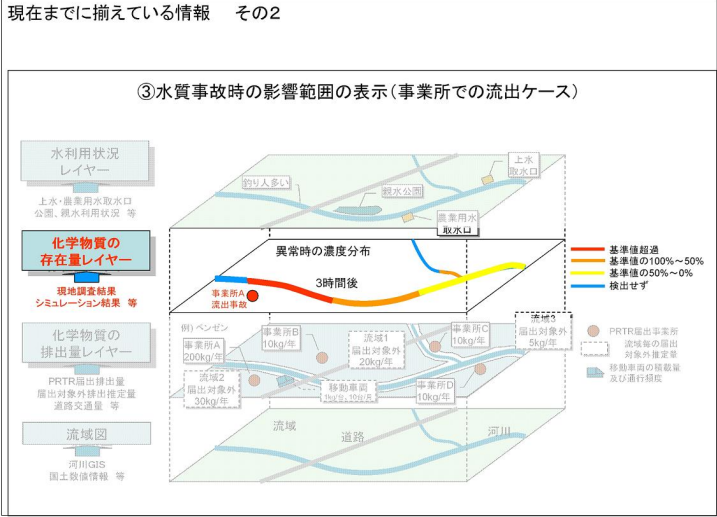 現在までに揃えている情報　その２
③水質事故時の影響範囲の表示（事業所での流出ケース）
水利用状況
レイヤー
上水・農業用水取水口
公園、親水利用状況　等
化学物質の
存在量レイヤー
現地調査結果
シミュレーション結果　等
化学物質の
排出量レイヤー
PRTR届出排出量
届出対象外排出推定量
道路交通量　等
流域図
河川GIS
国土数値情報　等
釣り人多い
親水公園
上水
取水口
農業用水
取水口
異常時の濃度分布
3時間後
事業所A
流出事故
基準値超過
基準値の100%～50%
基準値の50%～0%
検出せず
例）ベンゼン
事業所A
200kg/年
事業所B
10kg/年
流域1
届出対象外
20kg/年
事業所C
10kg/年
流域3
届出対象外
5kg/年
流域2
届出対象外
30kg/年
移動車両
1kg/台、10台/月
事業所D
10kg/年
PRTR届出事業所
流域毎の届出
対象外推定量
移動車両の積載量
及び通行頻度
流域
道路
河川